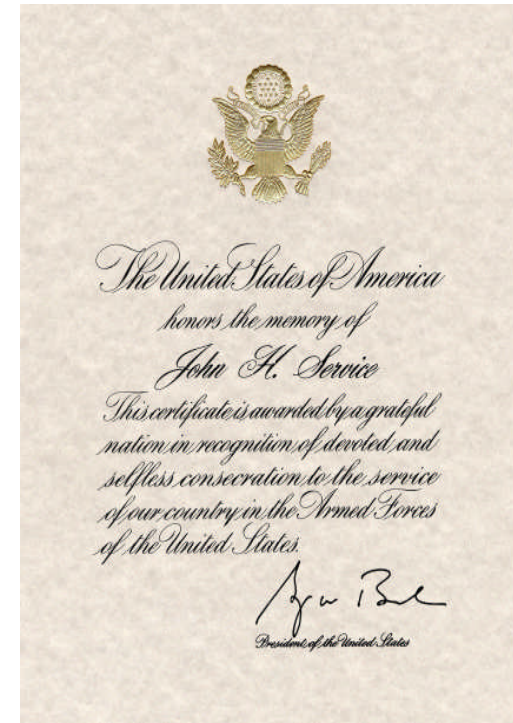 The United States of America
honors the memory of
John H. Service
This certificate is awarded by a grateful
nation in recognition of devoted and
selfless consecration to the service
of our country in the Armed Forces
of the United States.
President of the United States